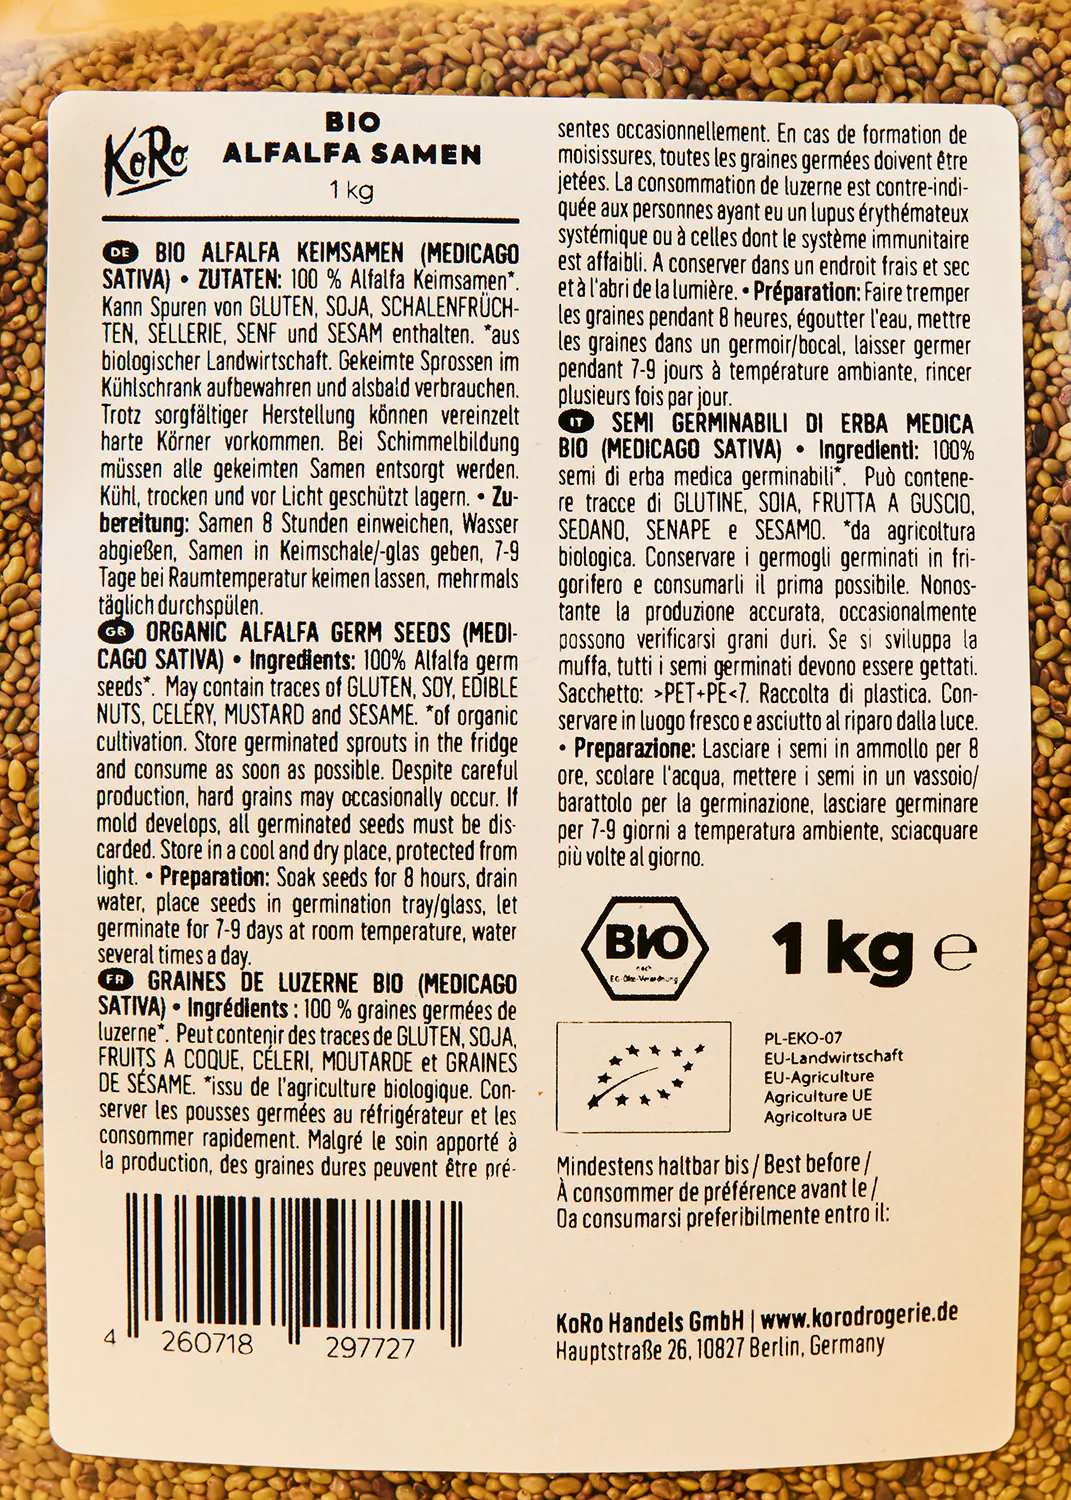 KoRo
BIO
ALFALFA SAMEN
1 kg
DE BIO ALFALFA KEIMSAMEN (MEDICAGO
SATIVA) • ZUTATEN: 100 % Alfalfa Keimsamen*.
Kann Spuren von GLUTEN, SOJA, SCHALENFRÜCH-
TEN, SELLERIE, SENF und SESAM enthalten. *aus
biologischer Landwirtschaft. Gekeimte Sprossen im
Kühlschrank aufbewahren und alsbald verbrauchen.
Trotz sorgfältiger Herstellung können vereinzelt
harte Körner vorkommen. Bei Schimmelbildung
müssen alle gekeimten Samen entsorgt werden.
Kühl, trocken und vor Licht geschützt lagern. • Zu-
bereitung: Samen 8 Stunden einweichen, Wasser
abgießen, Samen in Keimschale/-glas geben, 7-9
Tage bei Raumtemperatur keimen lassen, mehrmals
täglich durchspülen.
GB ORGANIC ALFALFA GERM SEEDS (MEDI-
CAGO SATIVA) • Ingredients: 100% Alfalfa germ
seeds*. May contain traces of GLUTEN, SOY, EDIBLE
NUTS, CELERY, MUSTARD and SESAME. *of organic
cultivation. Store germinated sprouts in the fridge
and consume as soon as possible. Despite careful
production, hard grains may occasionally occur. If
mold develops, all germinated seeds must be dis-
carded. Store in a cool and dry place, protected from
light. • Preparation: Soak seeds for 8 hours, drain
water, place seeds in germination tray/glass, let
germinate for 7-9 days at room temperature, water
several times a day.
FR GRAINES DE LUZERNE BIO (MEDICAGO
SATIVA) • Ingrédients : 100 % graines germées de
luzerne*. Peut contenir des traces de GLUTEN, SOJA,
FRUITS A COQUE, CÉLERI, MOUTARDE et GRAINES
DE SÉSAME. *issu de l'agriculture biologique. Con-
server les pousses germées au réfrigérateur et les
consommer rapidement. Malgré le soin apporté à
la production, des graines dures peuvent être pré-
4 260718 297727
sentes occasionnellement. En cas de formation de
moisissures, toutes les graines germées doivent être
jetées. La consommation de luzerne est contre-indi-
quée aux personnes ayant eu un lupus érythémateux
systémique ou à celles dont le système immunitaire
est affaibli. A conserver dans un endroit frais et sec
et à l'abri de la lumière. • Préparation: Faire tremper
les graines pendant 8 heures, égoutter l'eau, mettre
les graines dans un germoir/bocal, laisser germer
pendant 7-9 jours à température ambiante, rincer
plusieurs fois par jour.
IT SEMI GERMINABILI DI ERBA MEDICA
BIO (MEDICAGO SATIVA) • Ingredienti: 100%
semi di erba medica germinabili*. Può contene-
re tracce di GLUTINE, SOIA, FRUTTA A GUSCIO,
SEDANO, SENAPE e SESAMO. *da agricoltura
biologica. Conservare i germogli germinati in fri-
gorifero e consumarli il prima possibile. Nonos-
tante la produzione accurata, occasionalmente
possono verificarsi grani duri. Se si sviluppa la
muffa, tutti i semi germinati devono essere gettati.
Sacchetto: >PET+PE<7. Raccolta di plastica. Con-
servare in luogo fresco e asciutto al riparo dalla luce.
• Preparazione: Lasciare i semi in ammollo per 8
ore, scolare l'acqua, mettere i semi in un vassoio/
barattolo per la germinazione, lasciare germinare
per 7-9 giorni a temperatura ambiente, sciacquare
più volte al giorno.
BIO
nach
EG-Öko-Verordnung
1 kg e
PL-EKO-07
EU-Landwirtschaft
EU-Agriculture
Agriculture UE
Agricoltura UE
Mindestens haltbar bis / Best before /
À consommer de préférence avant le /
Da consumarsi preferibilmente entro il:
KoRo Handels GmbH | www.korodrogerie.de
Hauptstraße 26, 10827 Berlin, Germany